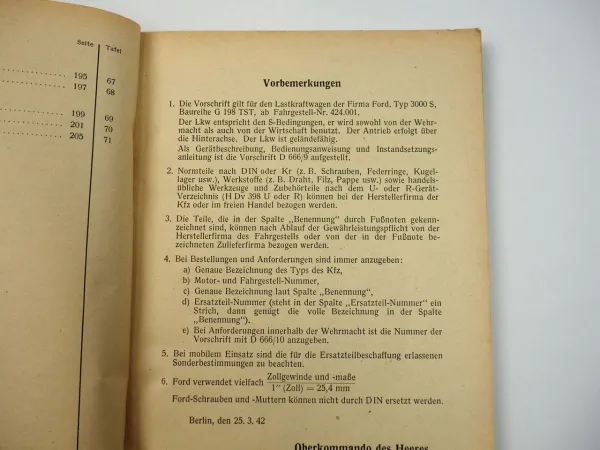 Seite Tafel
195 67
197 68
199 69
201 70
205 71
Vorbemerkungen
1. Die Vorschrift gilt für den Lastkraftwagen der Firma Ford. Typ 3000 S,
Baureihe G 198 TST, ab Fahrgestell-Nr. 424.001.
Der Lkw entspricht den S-Bedingungen, er wird sowohl von der Wehr-
macht als auch von der Wirtschaft benutzt. Der Antrieb erfolgt über
die Hinterachse. Der Lkw ist geländefähig.
Als Gerätbeschreibung, Bedienungsanweisung und Instandsetzungs-
anleitung ist die Vorschrift D 666/9 aufgestellt.
2. Normteile nach DIN oder Kr (z. B. Schrauben, Federringe, Kugel-
lager usw.), Werkstoffe (z. B. Draht, Filz, Pappe usw.) sowie handels-
übliche Werkzeuge und Zubehörteile nach dem U- oder R-Gerät-
Verzeichnis (H Dv 398 U oder R) können bei der Herstellerfirma der
Kfz oder im freien Handel bezogen werden.
3. Die Teile, die in der Spalte „Benennung" durch Fußnoten gekenn-
zeichnet sind, können nach Ablauf der Gewährleistungspflicht von der
Herstellerfirma des Fahrgestells oder von der in der Fußnote be-
zeichneten Zulieferfirma bezogen werden.
4. Bei Bestellungen und Anforderungen sind immer anzugeben:
a) Genaue Bezeichnung des Typs des Kfz,
b) Motor- und Fahrgestell-Nummer,
c) Genaue Bezeichnung laut Spalte „Benennung",
d) Ersatzteil-Nummer (steht in der Spalte „Ersatzteil-Nummer" ein
Strich, dann genügt die volle Bezeichnung in der Spalte
„Benennung").
e) Bei Anforderungen innerhalb der Wehrmacht ist die Nummer der
Vorschrift mit D 666/10 anzugeben.
5. Bei mobilem Einsatz sind die für die Ersatzteilbeschaffung erlassenen
Sonderbestimmungen zu beachten.
6. Ford verwendet vielfach Zollgewinde und -maße
1" (Zoll) = 25,4 mm
Ford-Schrauben und -Muttern können nicht durch DIN ersetzt werden.
Berlin, den 25. 3. 42
Oberkommando des Heeres